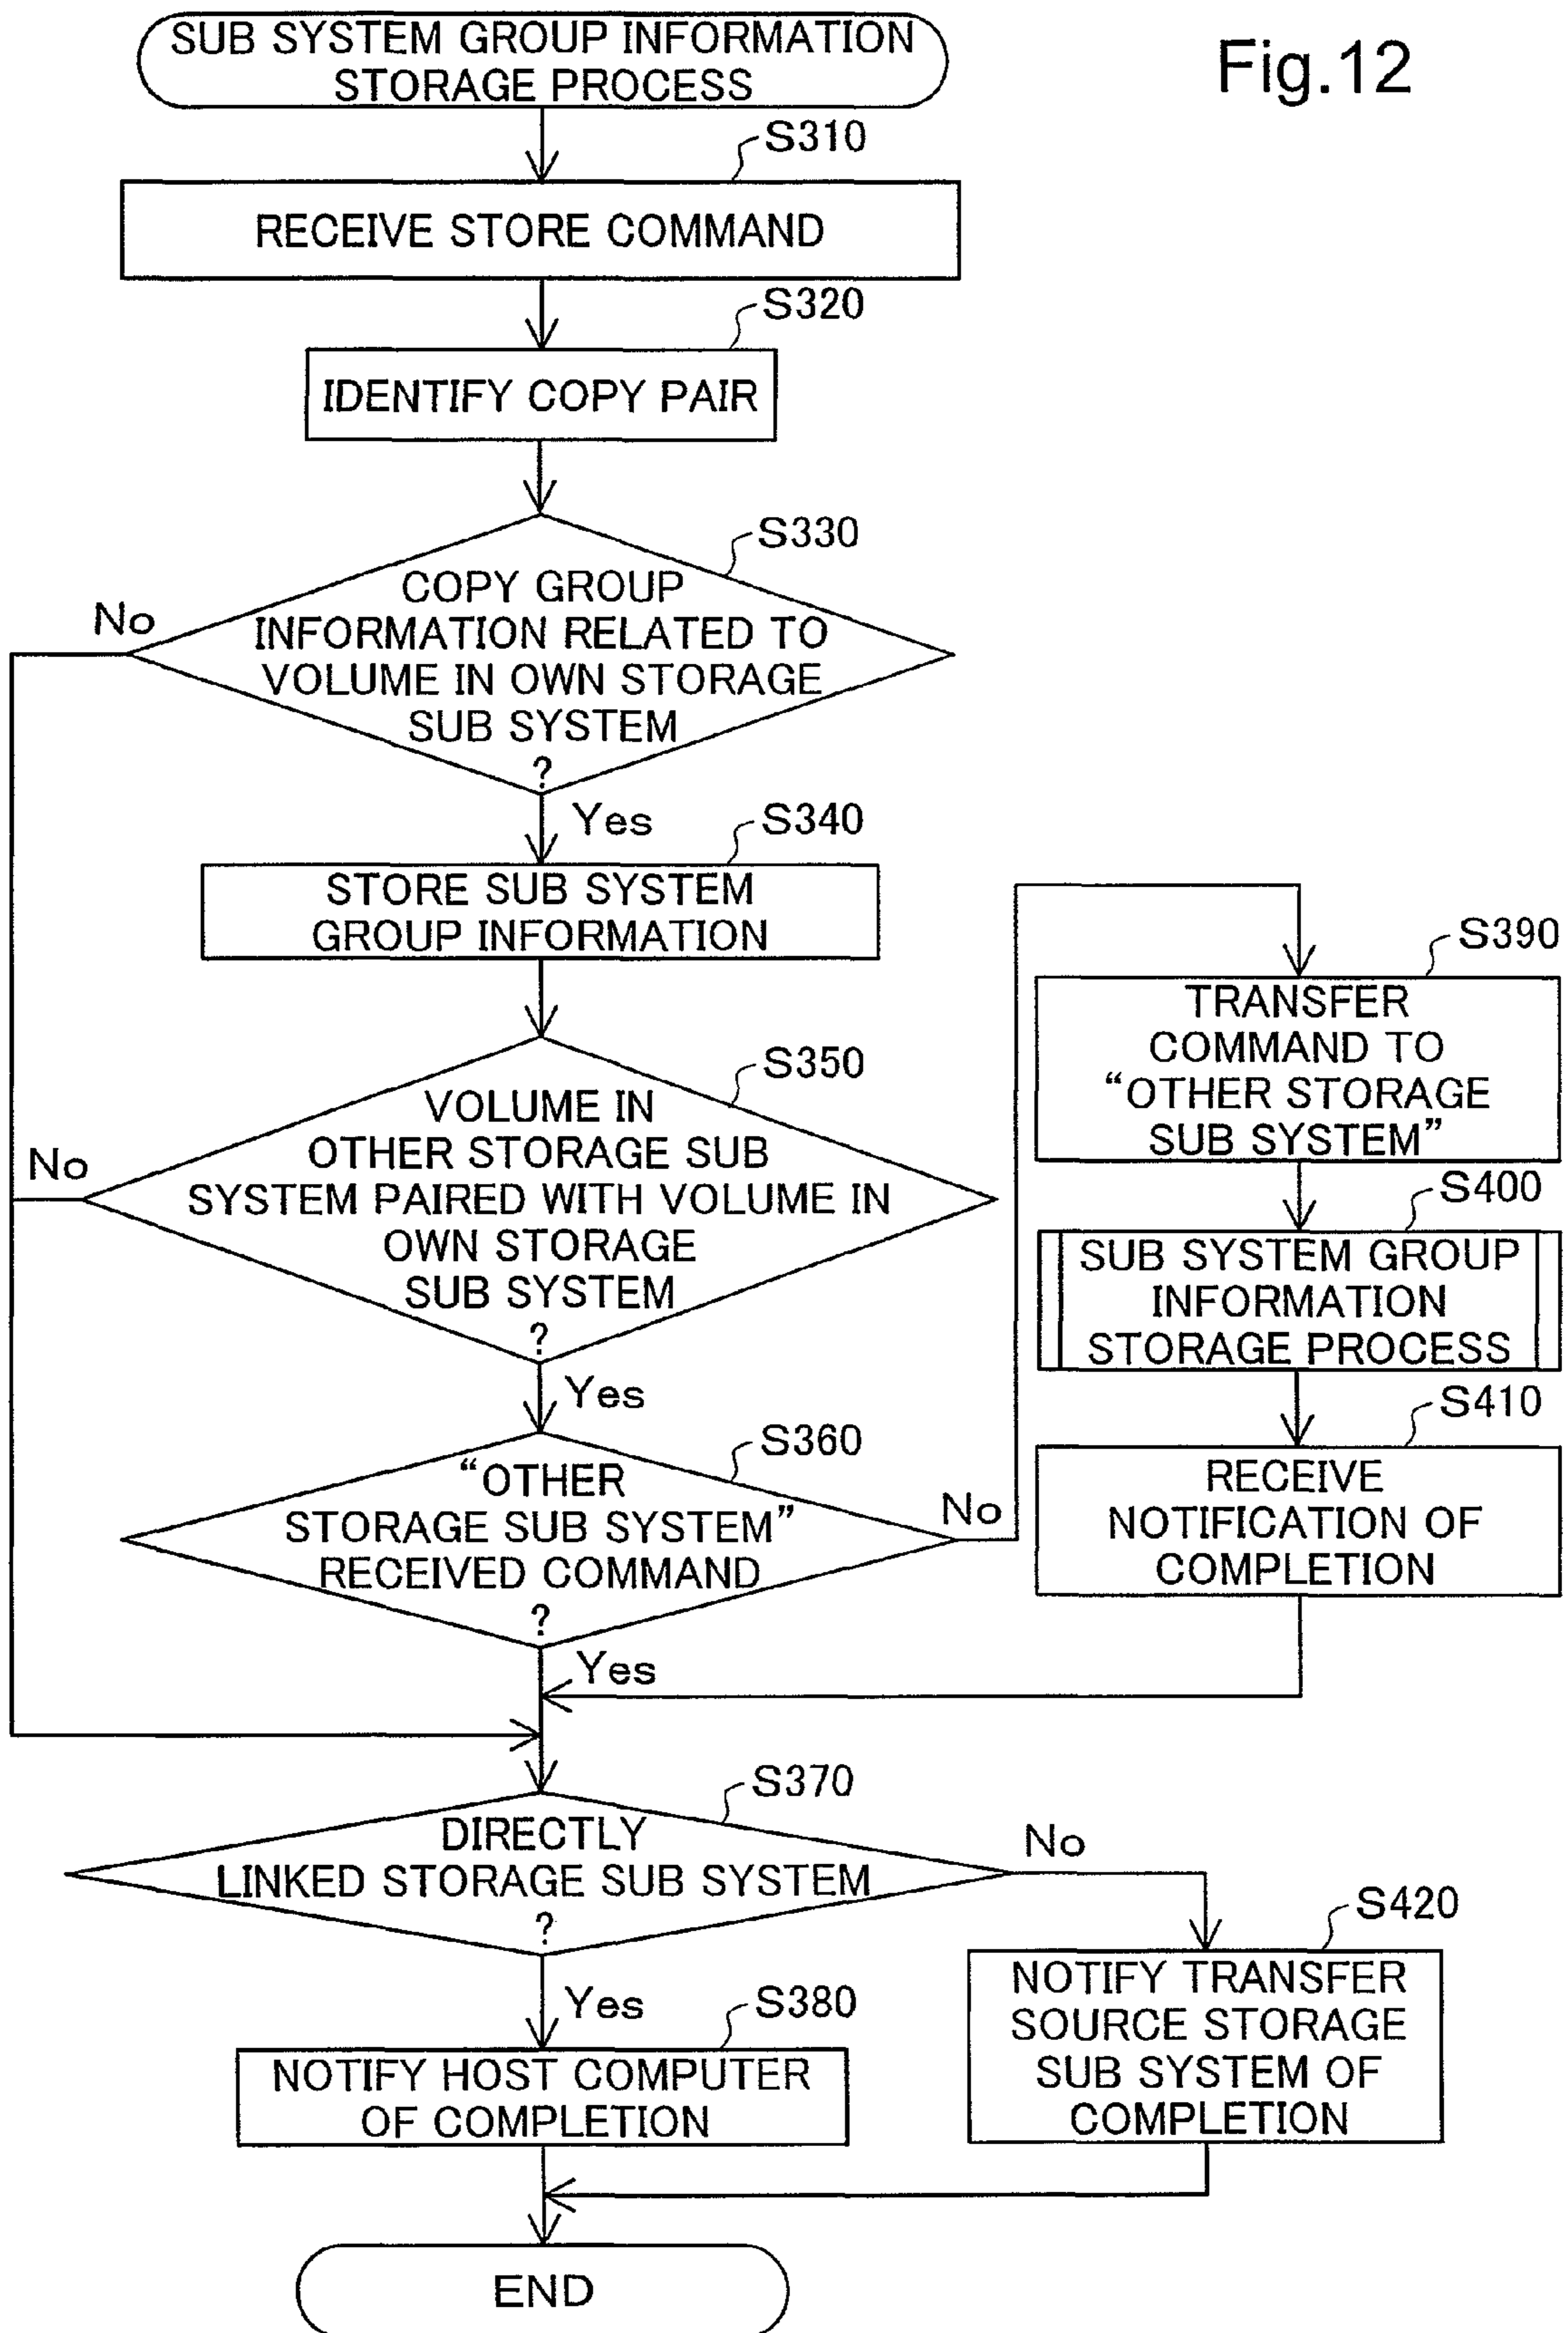 SUB SYSTEM GROUP INFORMATION
STORAGE PROCESS
Fig.12
S310
RECEIVE STORE COMMAND
S320
IDENTIFY COPY PAIR
S330
COPY GROUP
INFORMATION RELATED TO
VOLUME IN OWN STORAGE
SUB SYSTEM
?
No
Yes
S340
STORE SUB SYSTEM
GROUP INFORMATION
S350
VOLUME IN
OTHER STORAGE SUB
SYSTEM PAIRED WITH VOLUME IN
OWN STORAGE
SUB SYSTEM
?
No
Yes
S360
“OTHER
STORAGE SUB SYSTEM”
RECEIVED COMMAND
?
No
Yes
S390
TRANSFER
COMMAND TO
“OTHER STORAGE
SUB SYSTEM”
S400
SUB SYSTEM GROUP
INFORMATION
STORAGE PROCESS
S410
RECEIVE
NOTIFICATION OF
COMPLETION
S370
DIRECTLY
LINKED STORAGE SUB SYSTEM
?
No
Yes
S380
NOTIFY HOST COMPUTER
OF COMPLETION
S420
NOTIFY TRANSFER
SOURCE STORAGE
SUB SYSTEM OF
COMPLETION
END